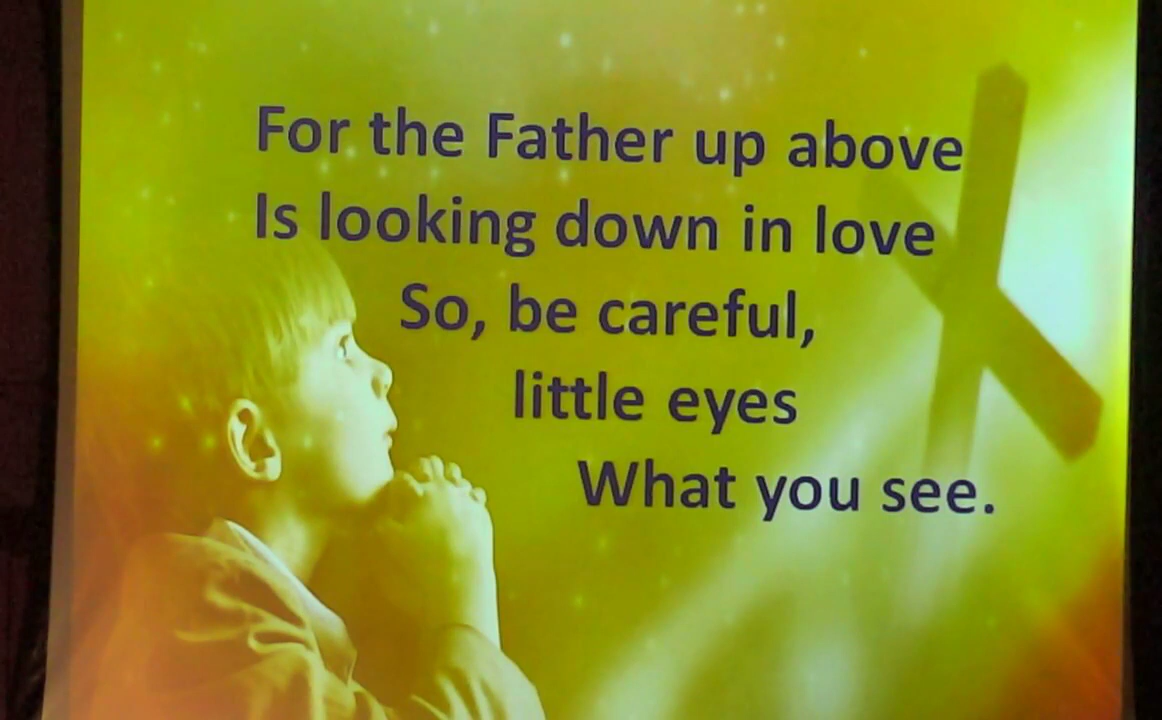 For the Father up above
Is looking down in love
So, be careful,
little eyes
What you see.